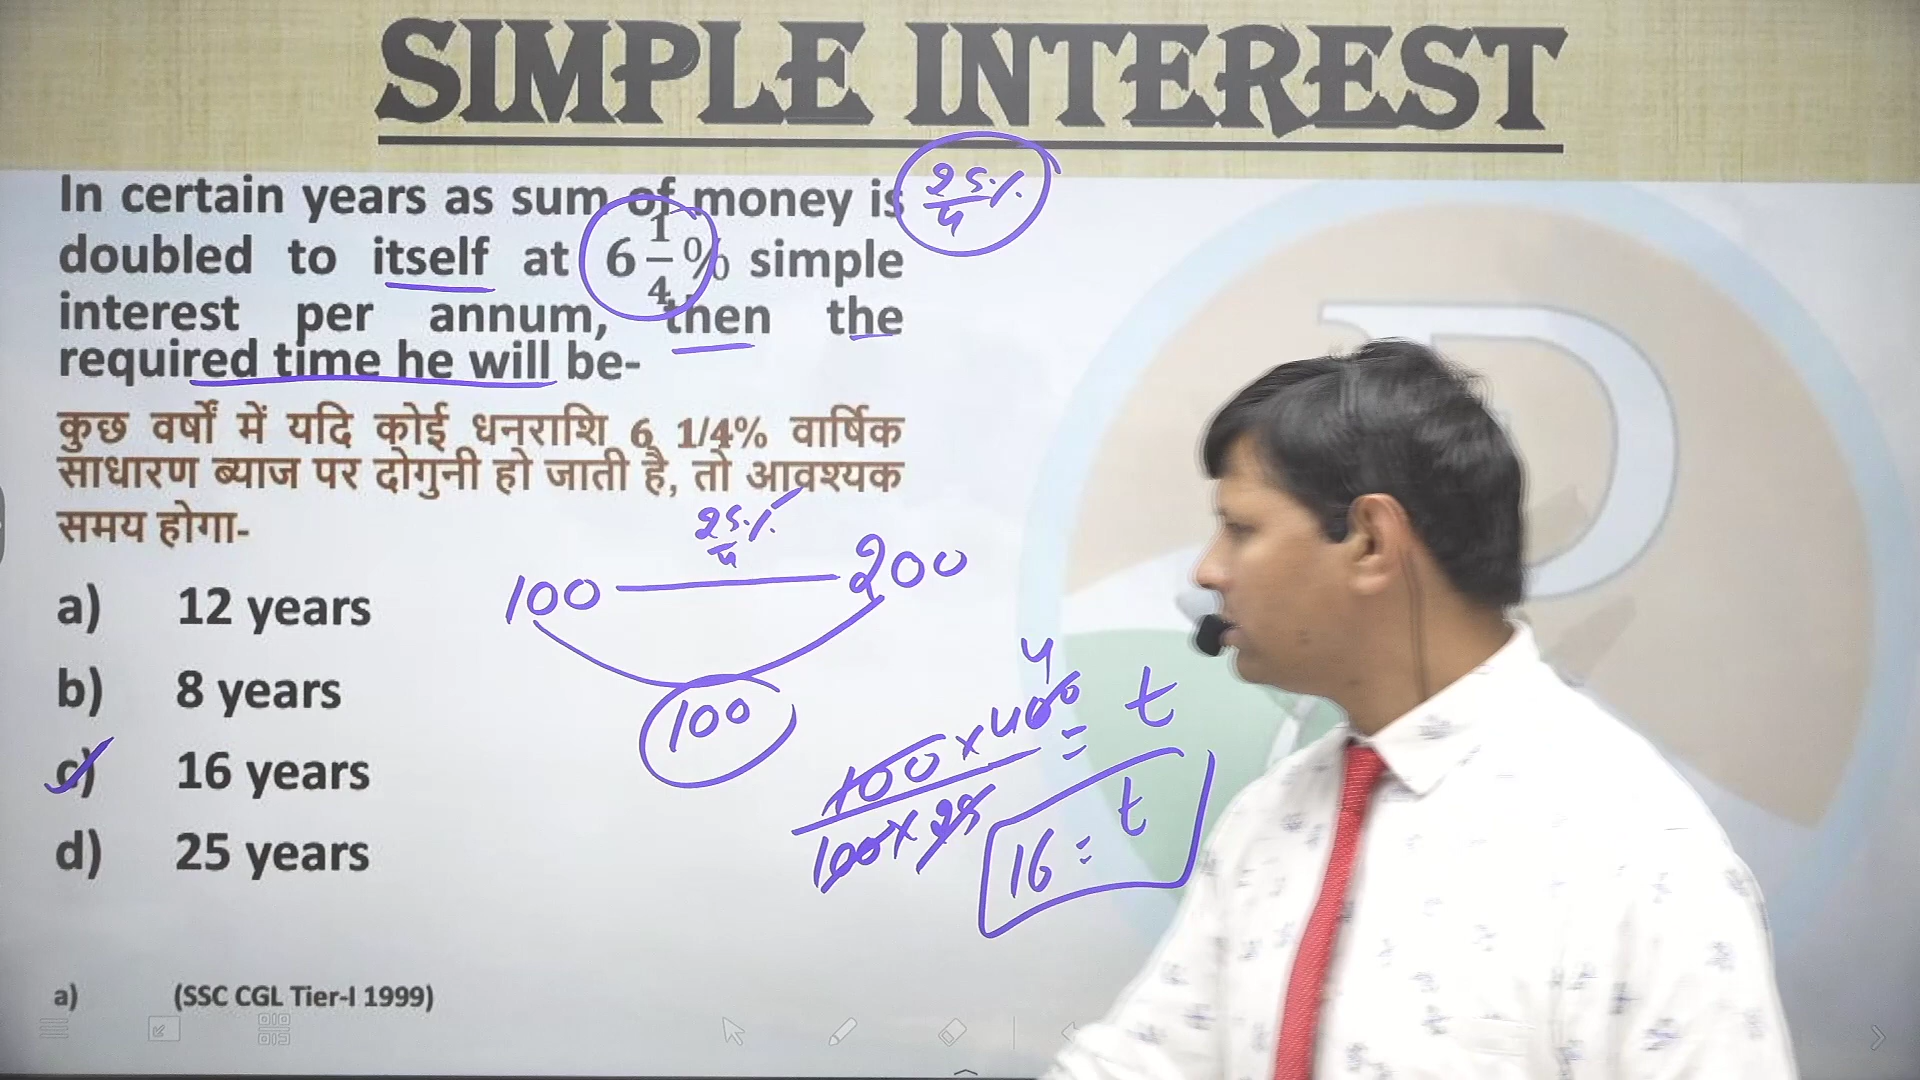 SIMPLE INTEREST
In certain years as sum of money is
25/4 %
doubled to itself at 6 1/4 % simple
interest per annum, then the
required time he will be-
कुछ वर्षों में यदि कोई धनराशि 6 1/4% वार्षिक
साधारण ब्याज पर दोगुनी हो जाती है, तो आवश्यक
समय होगा-
25/4 %
100 — 200
100
a) 12 years
b) 8 years
c) 16 years
d) 25 years
4
100 × 400 = t
100 × 25
16 = t
a) (SSC CGL Tier-I 1999)